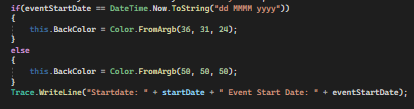 if(eventStartDate == DateTime.Now.ToString("dd MMMM yyyy"))
{
this.BackColor = Color.FromArgb(36, 31, 24);
}
else
{
this.BackColor = Color.FromArgb(50, 50, 50);
}
Trace.WriteLine("Startdate: " + startDate + " Event Start Date: " + eventStartDate);